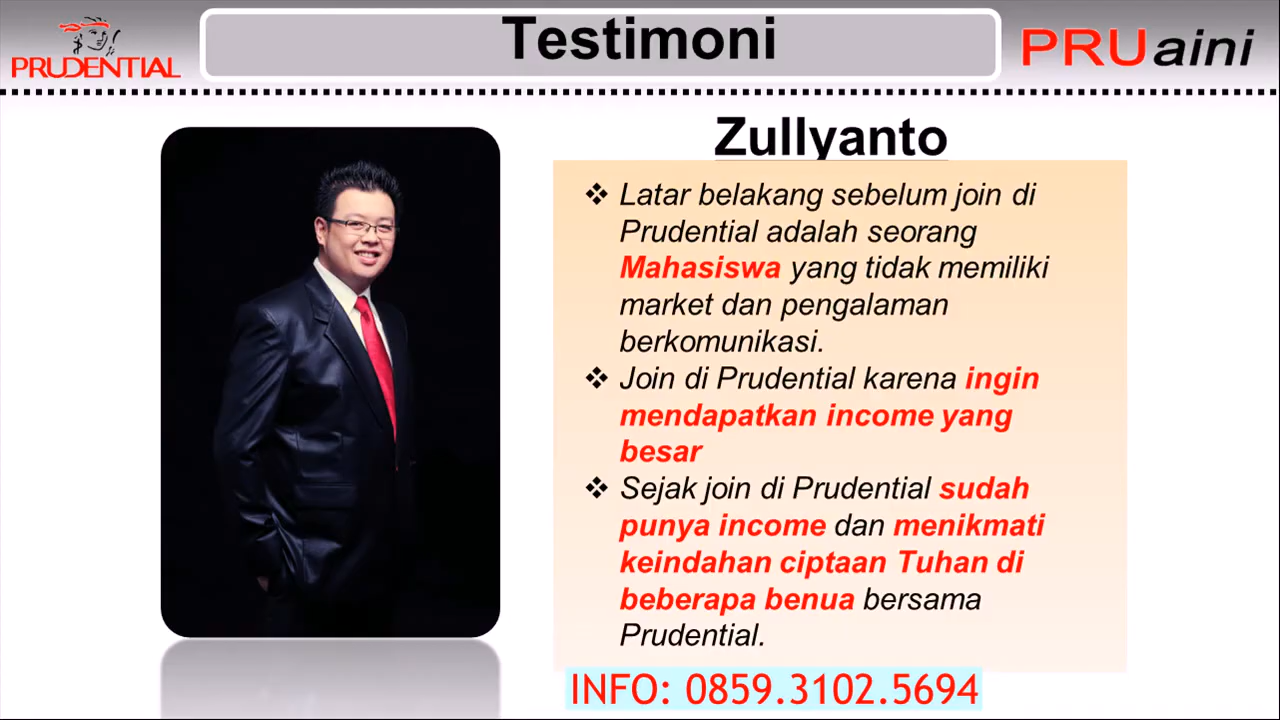 PRUDENTIAL
Testimoni
PRUaini
Zullyanto
❖ Latar belakang sebelum join di
Prudential adalah seorang
Mahasiswa yang tidak memiliki
market dan pengalaman
berkomunikasi.
❖ Join di Prudential karena ingin
mendapatkan income yang
besar
❖ Sejak join di Prudential sudah
punya income dan menikmati
keindahan ciptaan Tuhan di
beberapa benua bersama
Prudential.
INFO: 0859.3102.5694